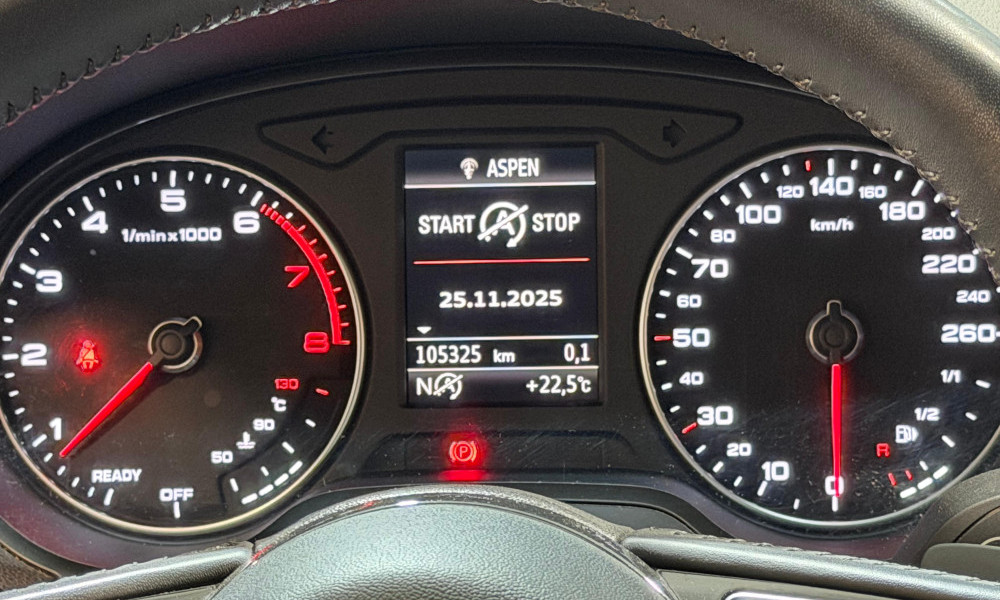 ASPEN
START A STOP
25.11.2025
105325 km 0,1
N A +22,5°C
1/min x 1000
1
2
3
4
5
6
7
8
READY
OFF
50
90
130
°C
P
km/h
0
10
20
30
40
50
60
70
80
100
120
140
160
180
200
220
240
260
1/1
1/2
R